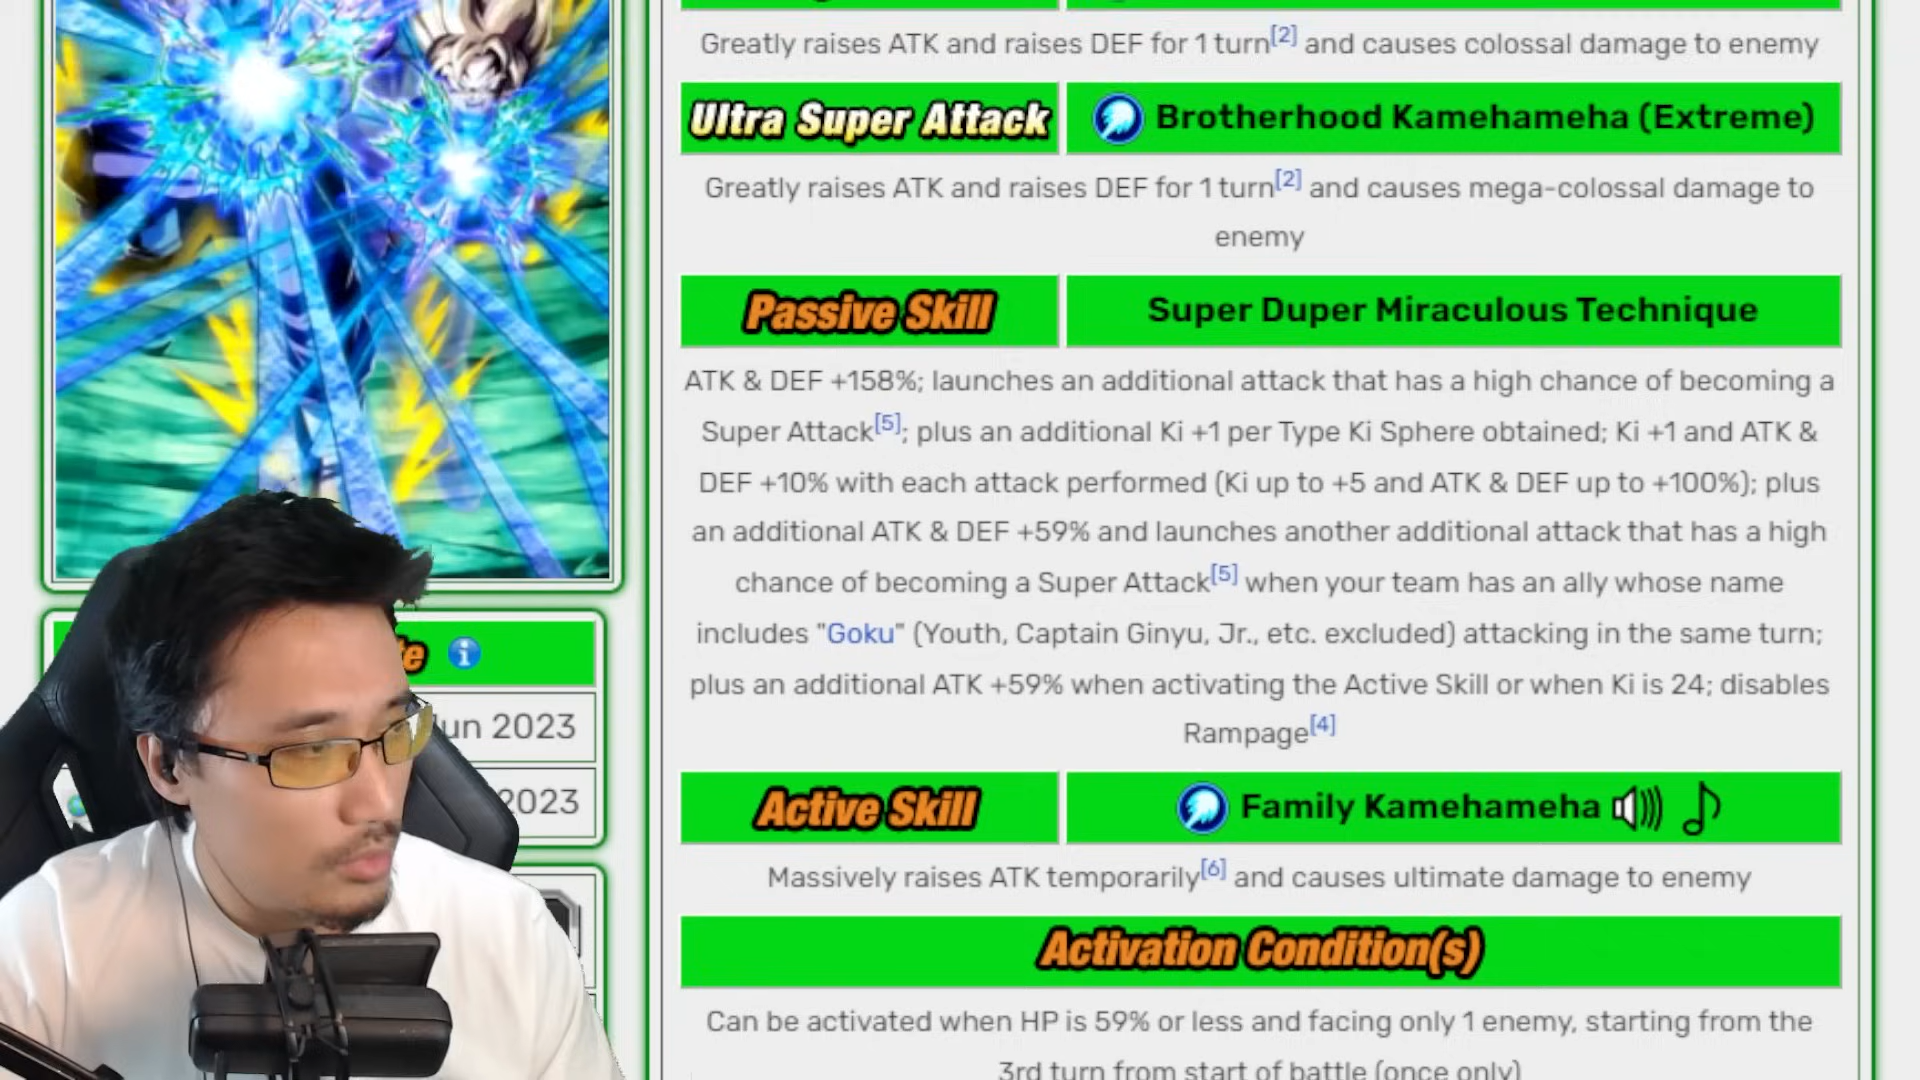 Greatly raises ATK and raises DEF for 1 turn[2] and causes colossal damage to enemy
Ultra Super Attack
Brotherhood Kamehameha (Extreme)
Greatly raises ATK and raises DEF for 1 turn[2] and causes mega-colossal damage to
enemy
Passive Skill
Super Duper Miraculous Technique
ATK & DEF +158%; launches an additional attack that has a high chance of becoming a
Super Attack[5]; plus an additional Ki +1 per Type Ki Sphere obtained; Ki +1 and ATK &
DEF +10% with each attack performed (Ki up to +5 and ATK & DEF up to +100%); plus
an additional ATK & DEF +59% and launches another additional attack that has a high
chance of becoming a Super Attack[5] when your team has an ally whose name
includes "Goku" (Youth, Captain Ginyu, Jr., etc. excluded) attacking in the same turn;
plus an additional ATK +59% when activating the Active Skill or when Ki is 24; disables
Rampage[4]
Active Skill
Family Kamehameha
Massively raises ATK temporarily[6] and causes ultimate damage to enemy
Activation Condition(s)
Can be activated when HP is 59% or less and facing only 1 enemy, starting from the
3rd turn from start of battle (once only)
2023
2023